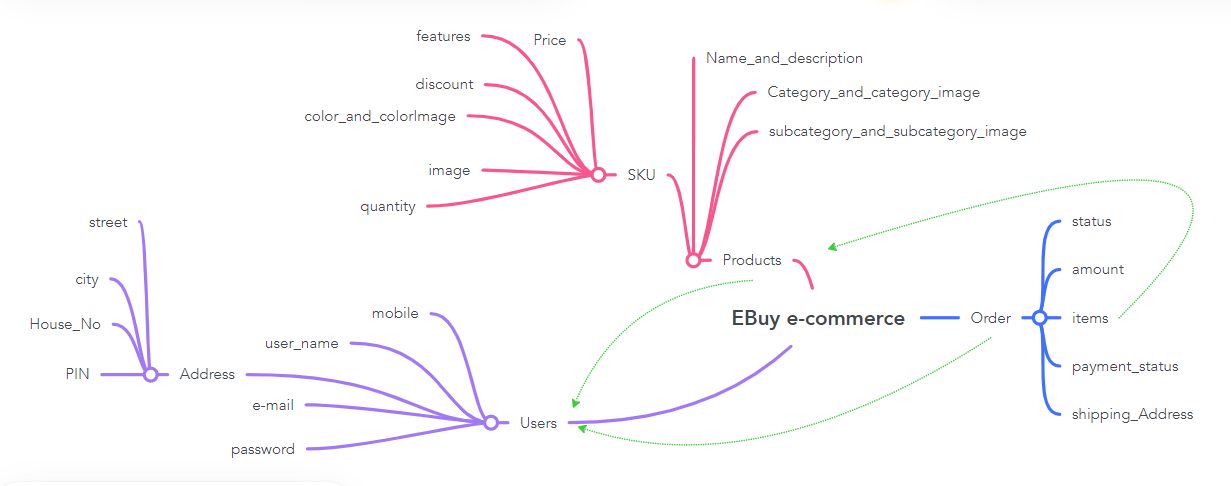 features
Price
Name_and_description
discount
Category_and_category_image
color_and_colorImage
subcategory_and_subcategory_image
image
SKU
quantity
street
status
Products
amount
city
mobile
EBuy e-commerce
Order
items
House_No
user_name
PIN
Address
payment_status
e-mail
shipping_Address
Users
password